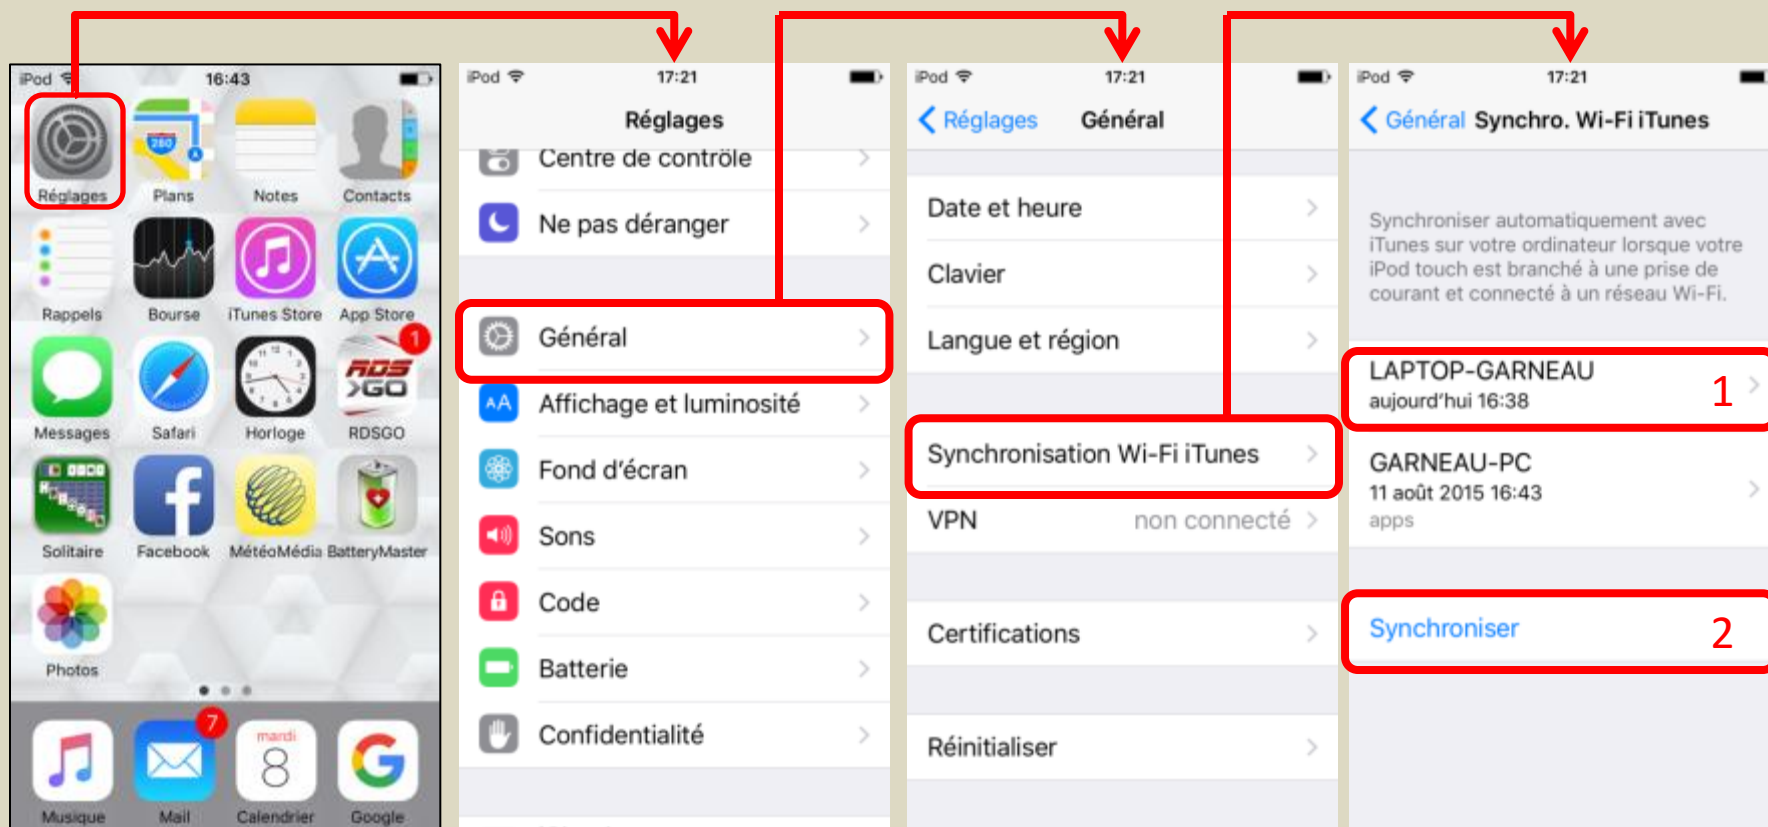 iPod 16:43
280
Réglages Plans Notes Contacts
Rappels Bourse iTunes Store App Store
1
RDS
>GO
Messages Safari Horloge RDSGO
Solitaire Facebook MétéoMédia BatteryMaster
Photos
7
mardi
8
Musique Mail Calendrier Google
iPod 17:21
Réglages
Centre de contrôle
Ne pas déranger
Général
AA Affichage et luminosité
Fond d'écran
Sons
Code
Batterie
Confidentialité
iPod 17:21
Réglages Général
Date et heure
Clavier
Langue et région
Synchronisation Wi-Fi iTunes
VPN non connecté
Certifications
Réinitialiser
iPod 17:21
Général Synchro. Wi-Fi iTunes
Synchroniser automatiquement avec
iTunes sur votre ordinateur lorsque votre
iPod touch est branché à une prise de
courant et connecté à un réseau Wi-Fi.
LAPTOP-GARNEAU
aujourd'hui 16:38
1
GARNEAU-PC
11 août 2015 16:43
apps
Synchroniser 2